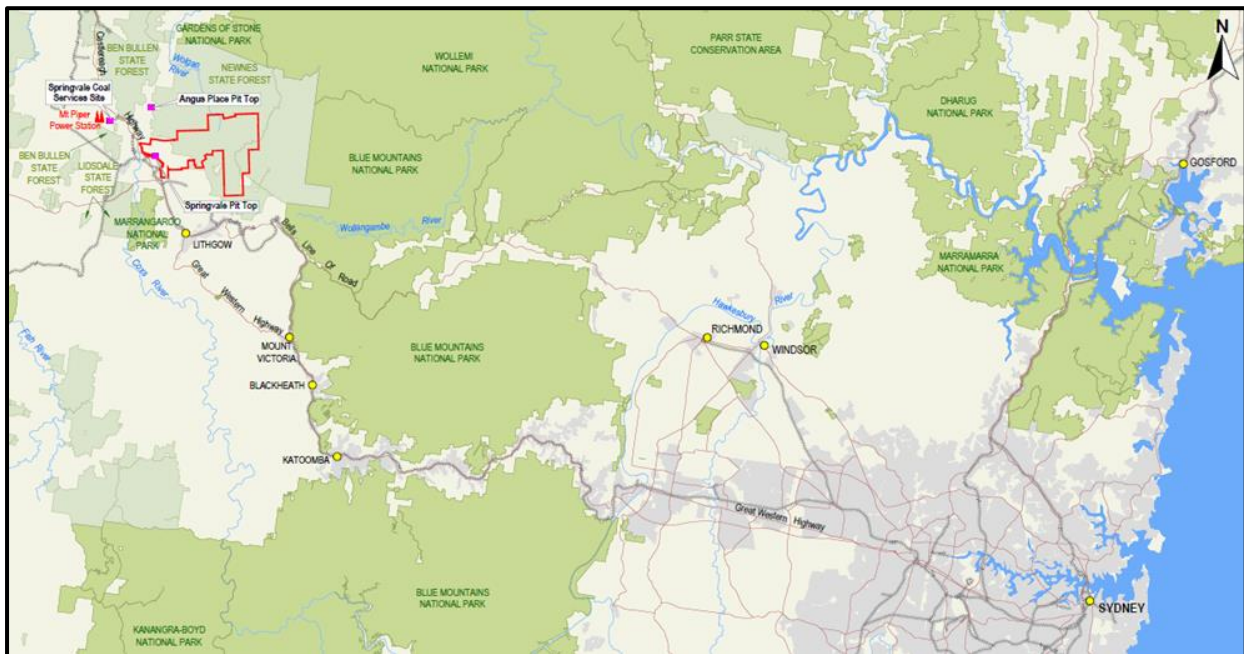 GARDENS OF STONE
NATIONAL PARK
Castlereagh
Highway
BEN BULLEN
STATE
FOREST
Wolgan
River
NEWNES
STATE FOREST
WOLLEMI
NATIONAL PARK
PARR STATE
CONSERVATION AREA
N
Springvale Coal
Services Site
Angus Place Pit Top
Mt Piper
Power Station
DHARUG
NATIONAL PARK
BEN BULLEN
STATE
FOREST
LIDSDALE
STATE
FOREST
BLUE MOUNTAINS
NATIONAL PARK
GOSFORD
Springvale Pit Top
MARRANGAROO
NATIONAL
PARK
LITHGOW
Wollangambe River
Bells Line Of Road
MARRAMARRA
NATIONAL PARK
Coxs River
Great Western Highway
Fish River
Hawkesbury River
MOUNT
VICTORIA
BLUE MOUNTAINS
NATIONAL PARK
RICHMOND
WINDSOR
BLACKHEATH
KATOOMBA
Great Western Highway
BLUE MOUNTAINS
NATIONAL PARK
SYDNEY
KANANGRA-BOYD
NATIONAL PARK